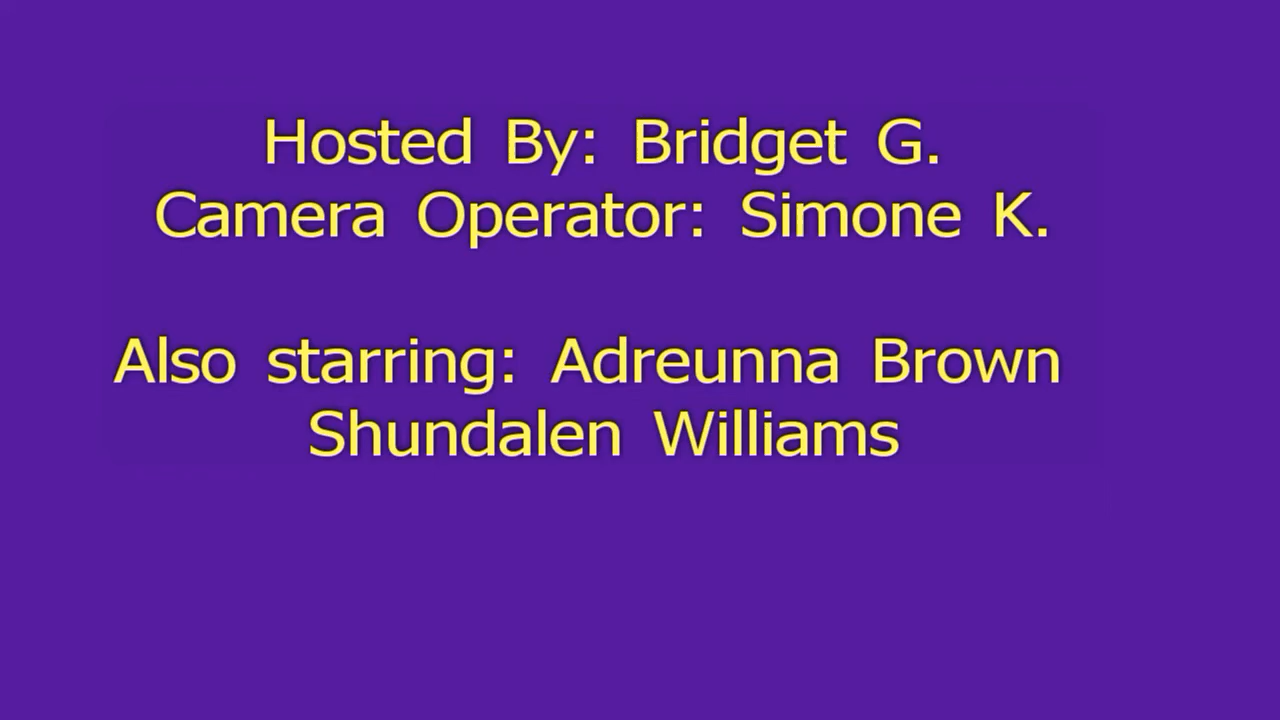 Hosted By: Bridget G.
Camera Operator: Simone K.
Also starring: Adreunna Brown
Shundalen Williams